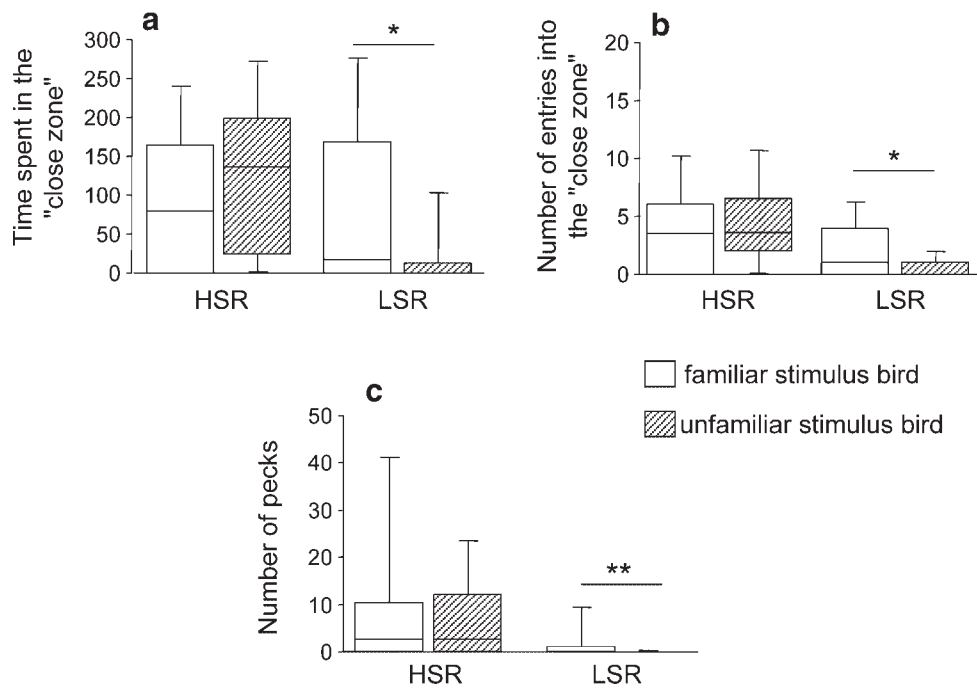 a
Time spent in the
"close zone"
300
250
200
150
100
50
0
*
HSR
LSR
b
Number of entries into
the "close zone"
20
15
10
5
0
*
HSR
LSR
familiar stimulus bird
unfamiliar stimulus bird
c
Number of pecks
50
40
30
20
10
0
**
HSR
LSR